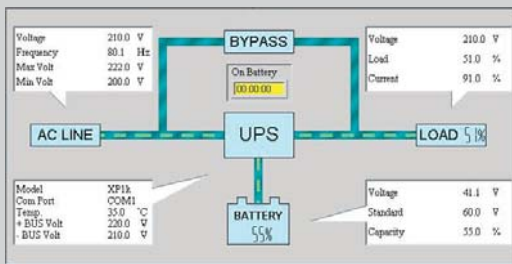 Voltage 210.0 V
Frequency 80.1 Hz
Max Volt 222.0 V
Min Volt 200.0 V
BYPASS
On Battery
00:00:00
Voltage 210.0 V
Load 51.0 %
Current 91.0 %
AC LINE
UPS
LOAD 51%
Model XP1k
Com Port COM1
Temp. 35.0 °C
+ BUS Volt 220.0 V
- BUS Volt 210.0 V
BATTERY
55%
Voltage 41.1 V
Standard 60.0 V
Capacity 55.0 %